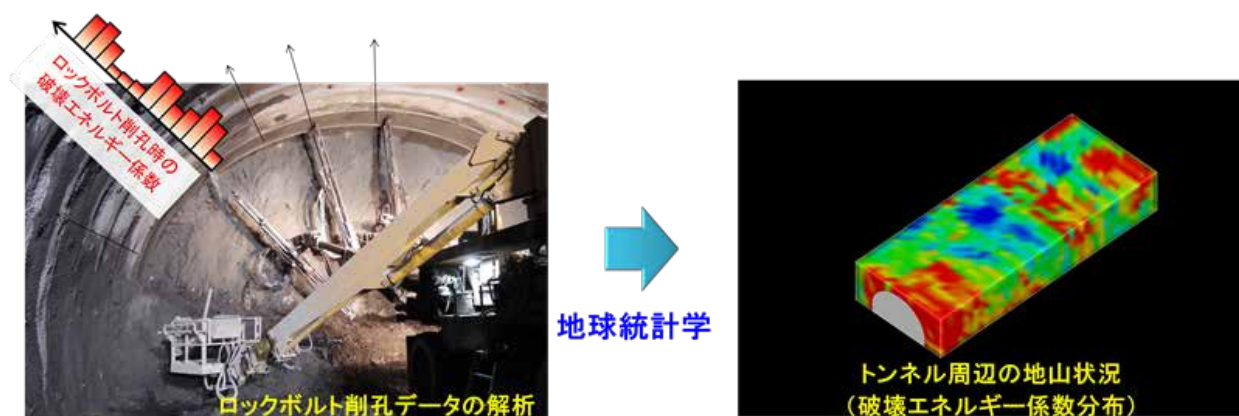 ロックボルト削孔時の
破壊エネルギー係数
ロックボルト削孔データの解析
地球統計学
トンネル周辺の地山状況
(破壊エネルギー係数分布)